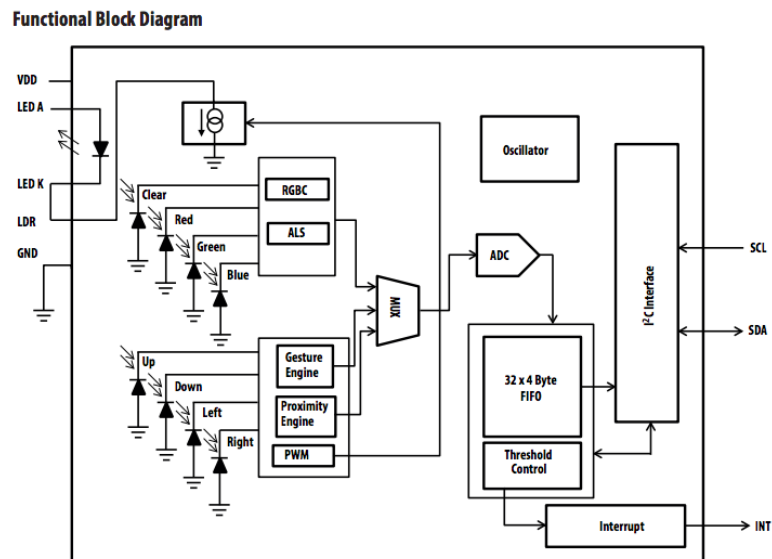 Functional Block Diagram
VDD
LED A
LED K
LDR
GND
Clear
Red
Green
Blue
RGBC
ALS
Oscillator
Up
Down
Left
Right
Gesture
Engine
Proximity
Engine
PWM
MUX
ADC
32 x 4 Byte
FIFO
Threshold
Control
I²C Interface
SCL
SDA
Interrupt
INT